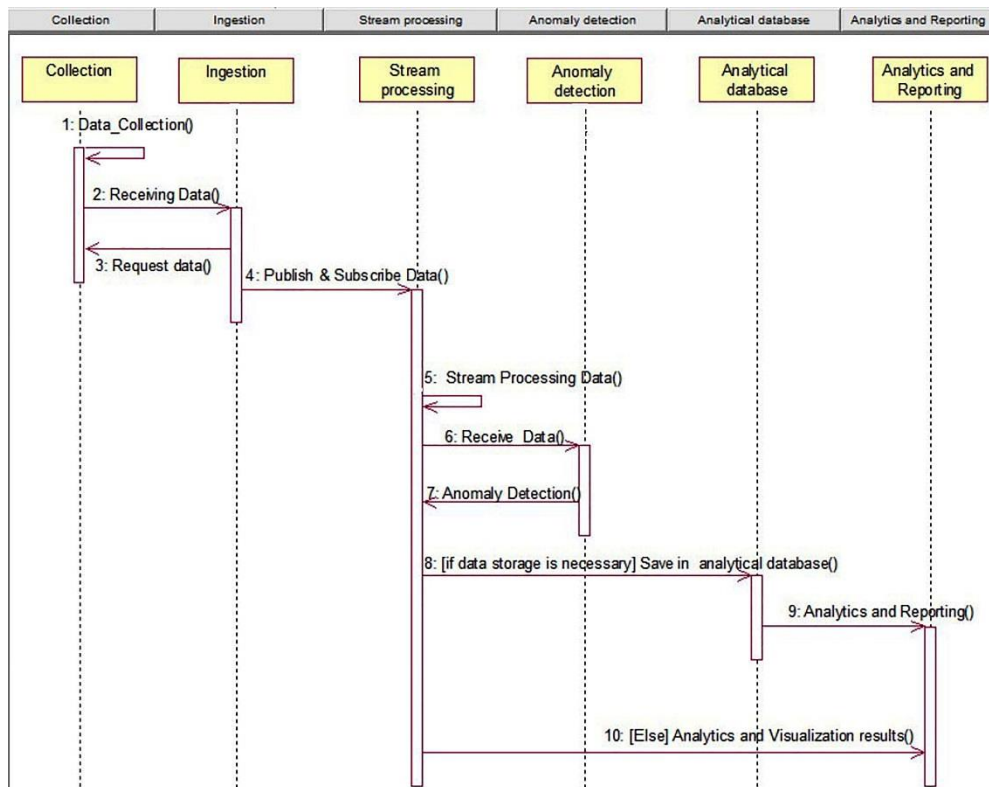 Collection
Ingestion
Stream processing
Anomaly detection
Analytical database
Analytics and Reporting
Collection
Ingestion
Stream
processing
Anomaly
detection
Analytical
database
Analytics and
Reporting
1: Data_Collection()
2: Receiving Data()
3: Request data()
4: Publish & Subscribe Data()
5: Stream Processing Data()
6: Receive Data()
7: Anomaly Detection()
8: [if data storage is necessary] Save in analytical database()
9: Analytics and Reporting()
10: [Else] Analytics and Visualization results()